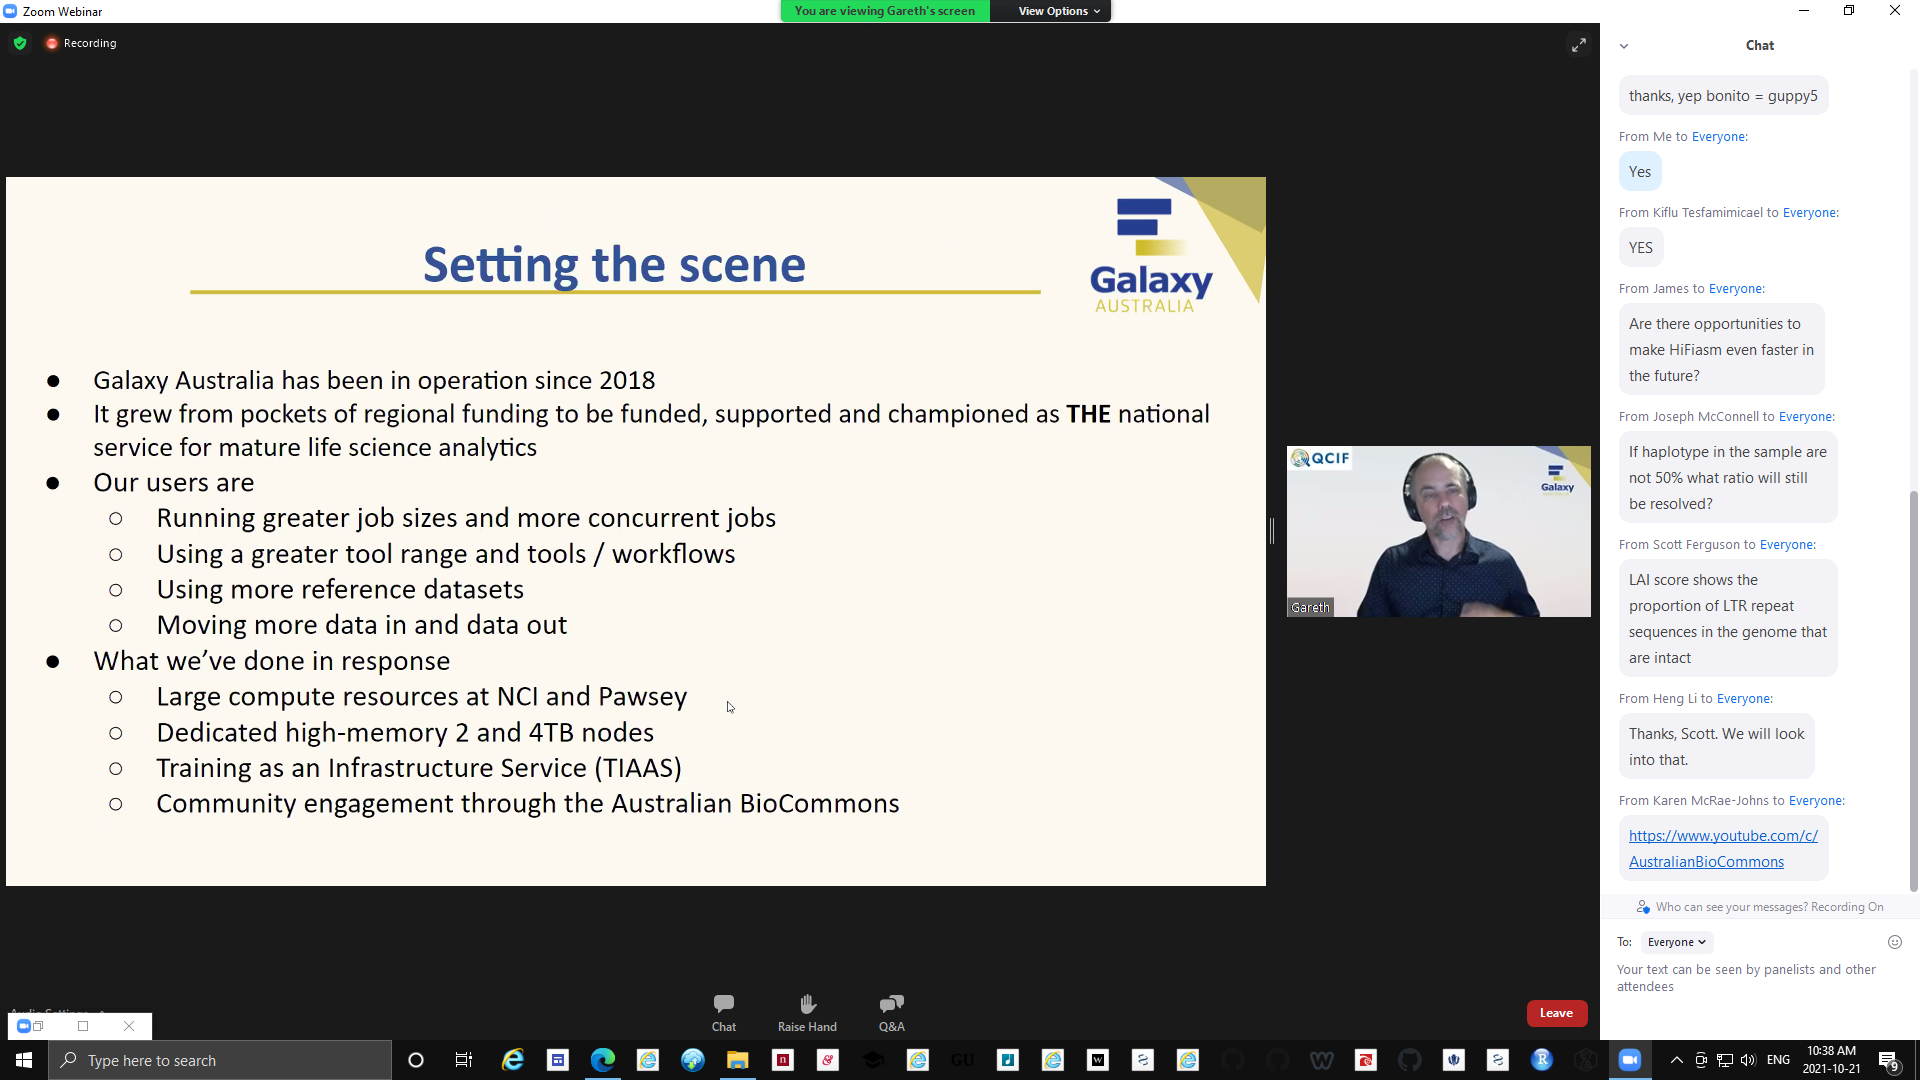 Zoom Webinar
You are viewing Gareth's screen
View Options
Recording
Setting the scene
Galaxy
AUSTRALIA
● Galaxy Australia has been in operation since 2018
● It grew from pockets of regional funding to be funded, supported and championed as THE national
service for mature life science analytics
● Our users are
○ Running greater job sizes and more concurrent jobs
○ Using a greater tool range and tools / workflows
○ Using more reference datasets
○ Moving more data in and data out
● What we've done in response
○ Large compute resources at NCI and Pawsey
○ Dedicated high-memory 2 and 4TB nodes
○ Training as an Infrastructure Service (TIAAS)
○ Community engagement through the Australian BioCommons
QCIF
Galaxy
Gareth
Chat
thanks, yep bonito = guppy5
From Me to Everyone:
Yes
From Kiflu Tesfamimicael to Everyone:
YES
From James to Everyone:
Are there opportunities to
make HiFiasm even faster in
the future?
From Joseph McConnell to Everyone:
If haplotype in the sample are
not 50% what ratio will still
be resolved?
From Scott Ferguson to Everyone:
LAI score shows the
proportion of LTR repeat
sequences in the genome that
are intact
From Heng Li to Everyone:
Thanks, Scott. We will look
into that.
From Karen McRae-Johns to Everyone:
https://www.youtube.com/c/
AustralianBioCommons
Who can see your messages? Recording On
To: Everyone
Your text can be seen by panelists and other
attendees
Chat
Raise Hand
Q&A
Leave
Type here to search
GU
ENG
10:38 AM
2021-10-21
9